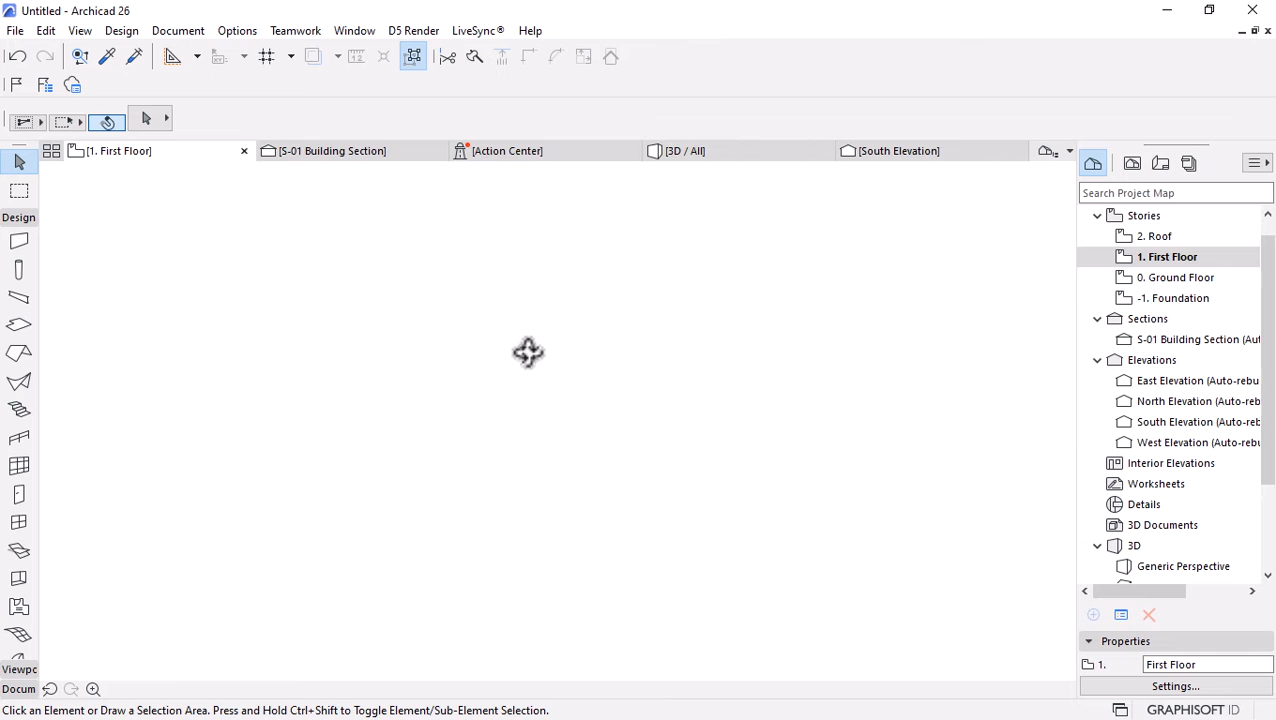 Untitled - Archicad 26
File Edit View Design Document Options Teamwork Window D5 Render LiveSync® Help
[1. First Floor] [S-01 Building Section] [Action Center] [3D / All] [South Elevation]
Search Project Map
Design
Stories
2. Roof
1. First Floor
0. Ground Floor
-1. Foundation
Sections
S-01 Building Section (Aut
Elevations
East Elevation (Auto-rebu
North Elevation (Auto-reb
South Elevation (Auto-reb
West Elevation (Auto-rebu
Interior Elevations
Worksheets
Details
3D Documents
3D
Generic Perspective
Properties
1. First Floor
Settings...
Viewpc
Docum
Click an Element or Draw a Selection Area. Press and Hold Ctrl+Shift to Toggle Element/Sub-Element Selection.
GRAPHISOFT ID